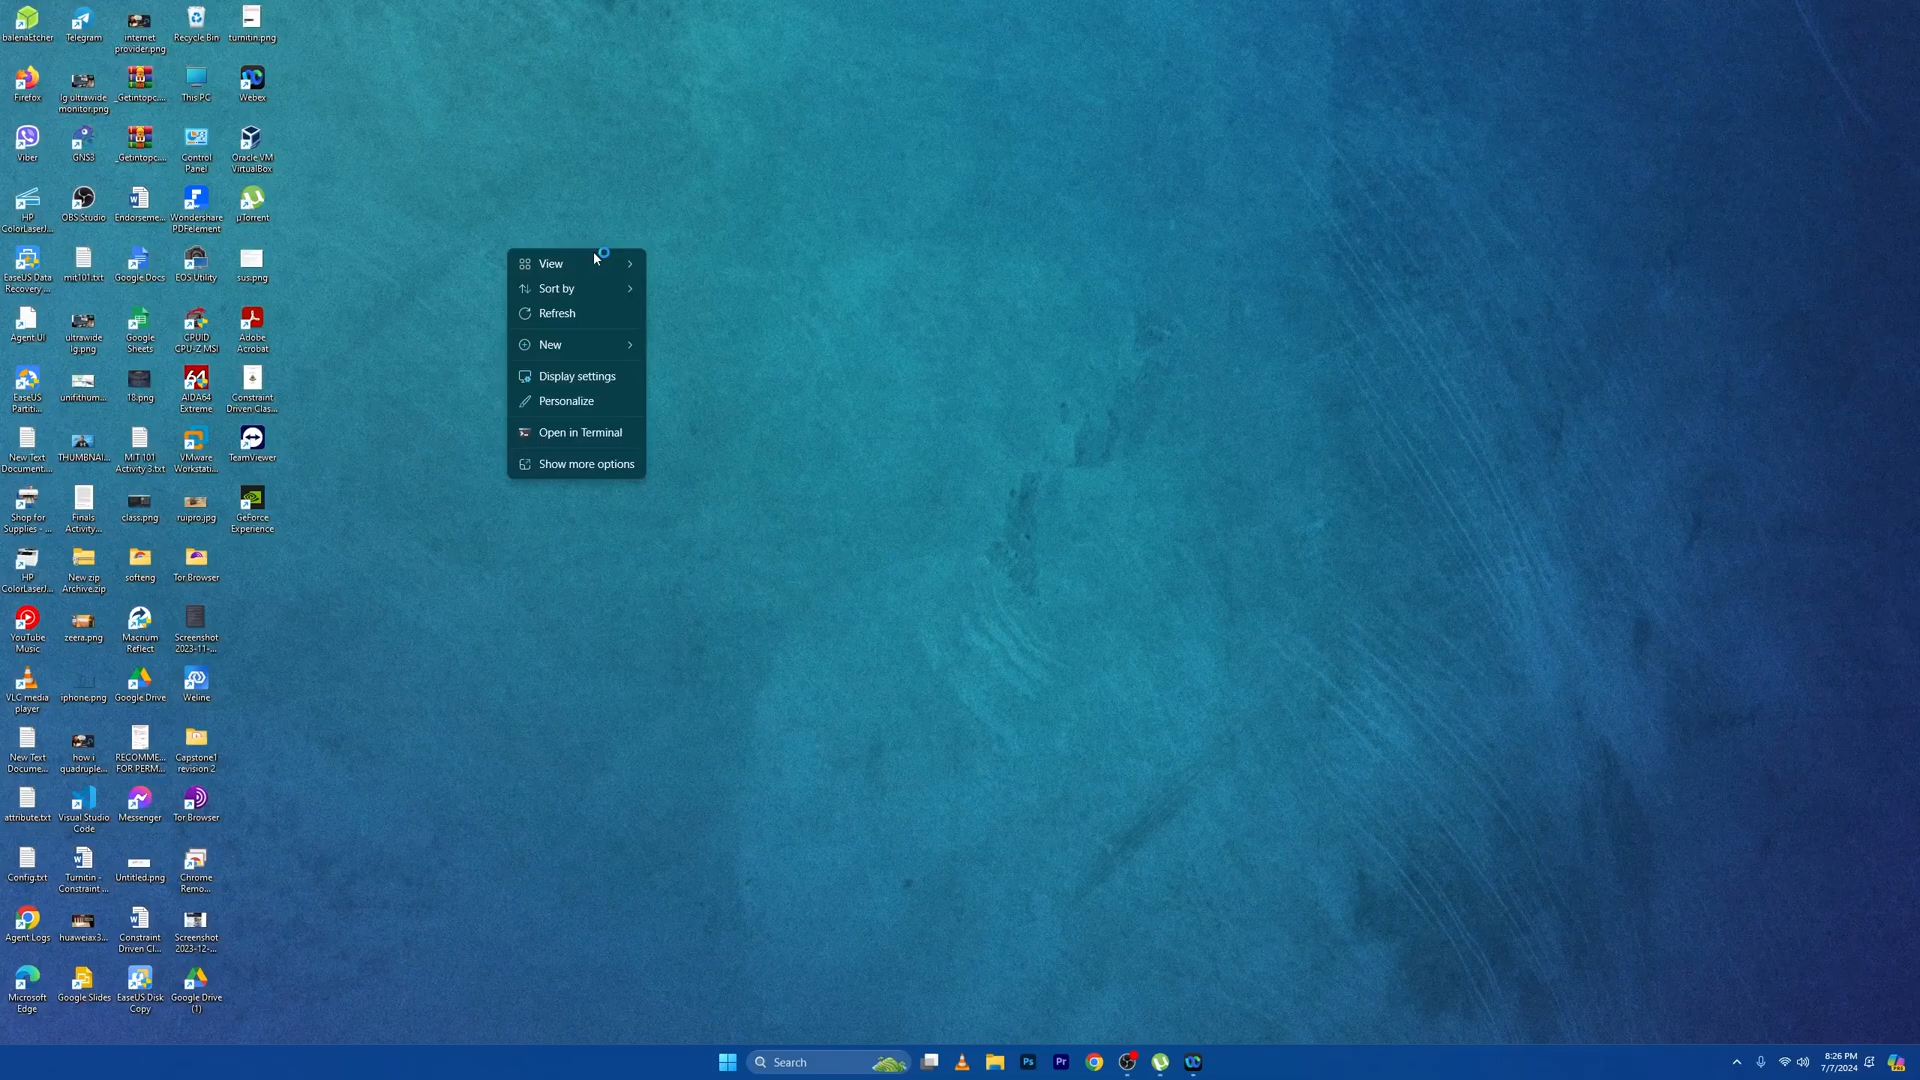 balenaEtcher
Telegram
internet
provider.png
Recycle Bin
turnitin.png
Firefox
lg ultrawide
monitor.png
_Getintopc....
This PC
Webex
Viber
GNS3
_Getintopc....
Control
Panel
Oracle VM
VirtualBox
HP
ColorLaserJ...
OBS Studio
Endorseme...
Wondershare
PDFelement
µTorrent
EaseUS Data
Recovery ...
mit101.txt
Google Docs
EOS Utility
sus.png
Agent UI
ultrawide
lg.png
Google
Sheets
CPUID
CPU-Z MSI
Adobe
Acrobat
EaseUS
Partiti...
unifithum...
18.png
64
AIDA64
Extreme
Constraint
Driven Clas...
New Text
Document....
THUMBNAI...
MIT 101
Activity 3.txt
VMware
Workstati...
TeamViewer
Shop for
Supplies - ...
Finals
Activity...
class.png
ruipro.jpg
GeForce
Experience
HP
ColorLaserJ...
New zip
Archive.zip
softeng
Tor Browser
YouTube
Music
zeera.png
Macrium
Reflect
Screenshot
2023-11-...
VLC media
player
iphone.png
Google Drive
Weline
New Text
Docume...
how i
quadruple...
RECOMME...
FOR PERM...
Capstone1
revision 2
attribute.txt
Visual Studio
Code
Messenger
Tor Browser
Config.txt
Turnitin -
Constraint ...
Untitled.png
Chrome
Remo...
Agent Logs
huaweiax3...
Constraint
Driven Cl...
Screenshot
2023-12-...
Microsoft
Edge
Google Slides
EaseUS Disk
Copy
Google Drive
(1)
View
Sort by
Refresh
New
Display settings
Personalize
Open in Terminal
Show more options
Search
Ps
Pr
8:26 PM
7/7/2024
PRE